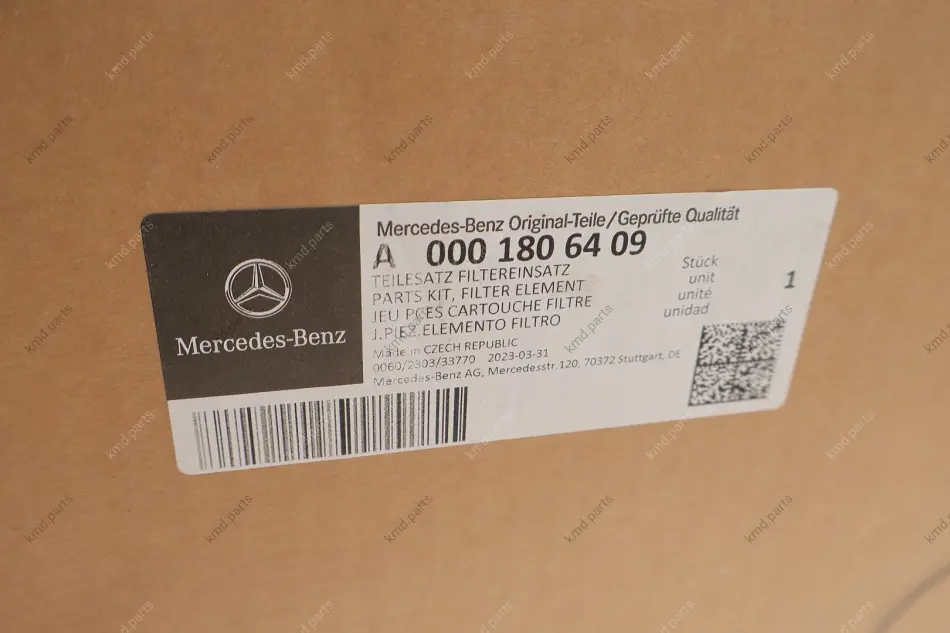 Mercedes-Benz
Mercedes-Benz Original-Teile/Geprüfte Qualität
A 000 180 64 09
TEILESATZ FILTEREINSATZ
PARTS KIT, FILTER ELEMENT
JEU PCES CARTOUCHE FILTRE
J.PIEZ.ELEMENTO FILTRO
Made in CZECH REPUBLIC
0060/2303/33770 2023-03-31
Mercedes-Benz AG, Mercedesstr.120, 70372 Stuttgart, DE
Stück
unit
unité
unidad
1
kmd.parts